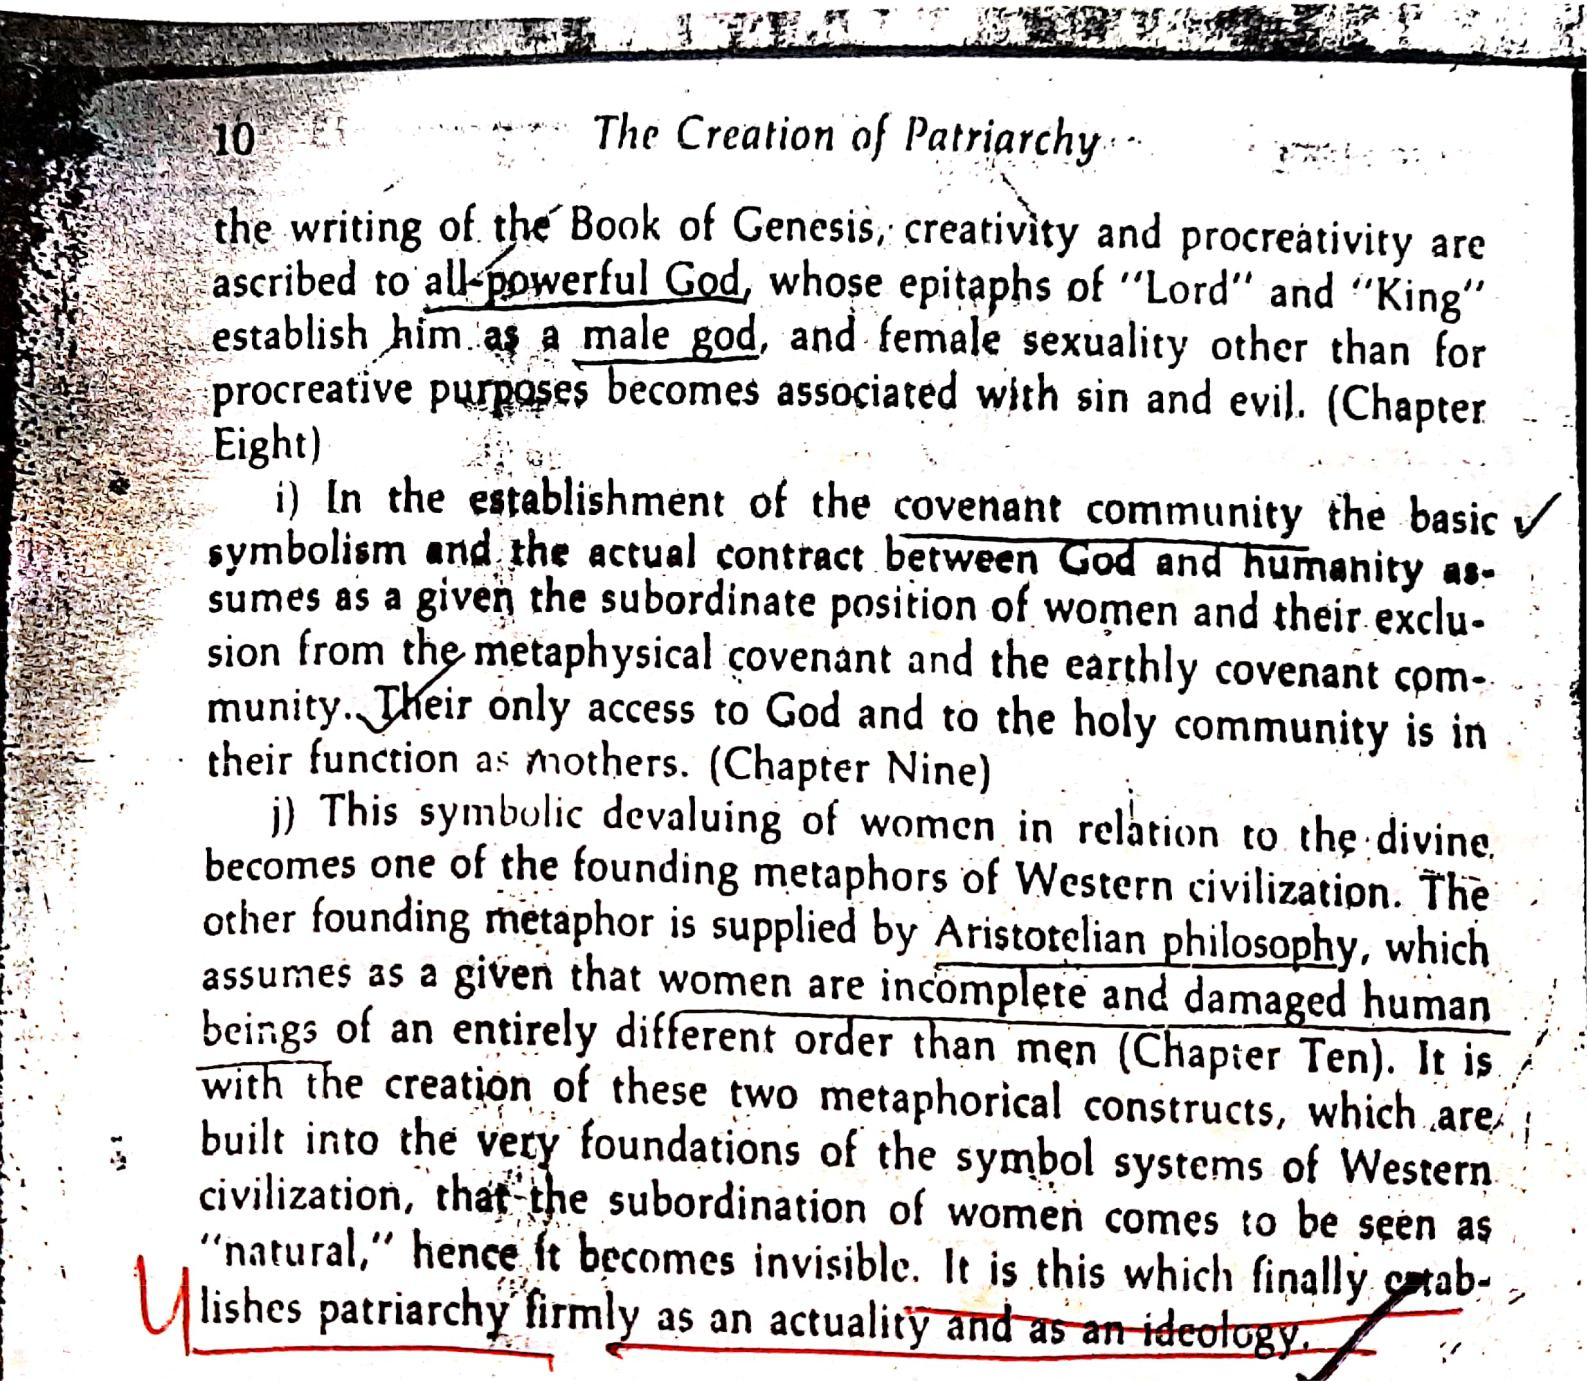 10 The Creation of Patriarchy
the writing of the Book of Genesis, creativity and procreativity are
ascribed to all-powerful God, whose epitaphs of "Lord" and "King"
establish him as a male god, and female sexuality other than for
procreative purposes becomes associated with sin and evil. (Chapter
Eight)
i) In the establishment of the covenant community the basic
symbolism and the actual contract between God and humanity as-
sumes as a given the subordinate position of women and their exclu-
sion from the metaphysical covenant and the earthly covenant com-
munity. Their only access to God and to the holy community is in
their function as mothers. (Chapter Nine)
j) This symbolic devaluing of women in relation to the divine
becomes one of the founding metaphors of Western civilization. The
other founding metaphor is supplied by Aristotelian philosophy, which
assumes as a given that women are incomplete and damaged human
beings of an entirely different order than men (Chapter Ten). It is
with the creation of these two metaphorical constructs, which are
built into the very foundations of the symbol systems of Western
civilization, that the subordination of women comes to be seen as
"natural," hence it becomes invisible. It is this which finally estab-
lishes patriarchy firmly as an actuality and as an ideology.